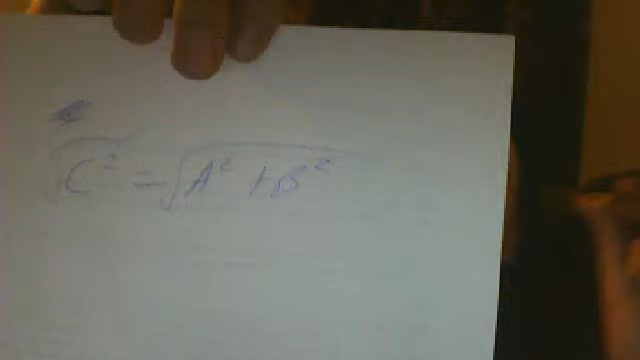 √C² = √A² + B²